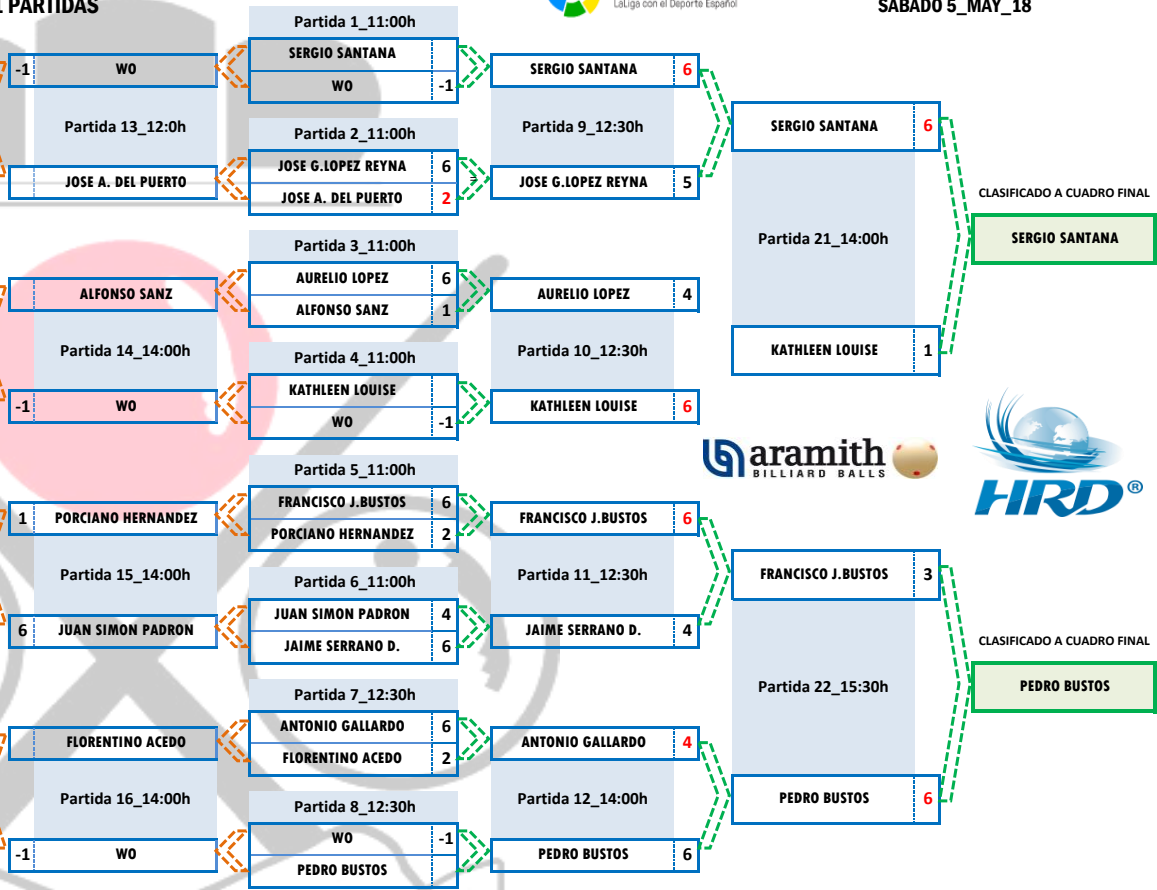 1 PARTIDAS
LaLiga con el Deporte Español
SÁBADO 5_MAY_18
Partida 1_11:00h
SERGIO SANTANA
-1 WO
WO -1
SERGIO SANTANA 6
Partida 13_12:0h
Partida 2_11:00h
Partida 9_12:30h
SERGIO SANTANA 6
JOSE A. DEL PUERTO
JOSE G.LOPEZ REYNA 6
JOSE A. DEL PUERTO 2
JOSE G.LOPEZ REYNA 5
CLASIFICADO A CUADRO FINAL
SERGIO SANTANA
Partida 3_11:00h
Partida 21_14:00h
ALFONSO SANZ
AURELIO LOPEZ 6
ALFONSO SANZ 1
AURELIO LOPEZ 4
Partida 14_14:00h
Partida 4_11:00h
Partida 10_12:30h
KATHLEEN LOUISE 1
-1 WO
KATHLEEN LOUISE
WO -1
KATHLEEN LOUISE 6
aramith
BILLIARD BALLS
HRD®
Partida 5_11:00h
1 PORCIANO HERNANDEZ
FRANCISCO J.BUSTOS 6
PORCIANO HERNANDEZ 2
FRANCISCO J.BUSTOS 6
Partida 15_14:00h
Partida 6_11:00h
Partida 11_12:30h
FRANCISCO J.BUSTOS 3
6 JUAN SIMON PADRON
JUAN SIMON PADRON 4
JAIME SERRANO D. 6
JAIME SERRANO D. 4
CLASIFICADO A CUADRO FINAL
PEDRO BUSTOS
Partida 7_12:30h
Partida 22_15:30h
FLORENTINO ACEDO
ANTONIO GALLARDO 6
FLORENTINO ACEDO 2
ANTONIO GALLARDO 4
Partida 16_14:00h
Partida 8_12:30h
Partida 12_14:00h
PEDRO BUSTOS 6
-1 WO
WO -1
PEDRO BUSTOS
PEDRO BUSTOS 6